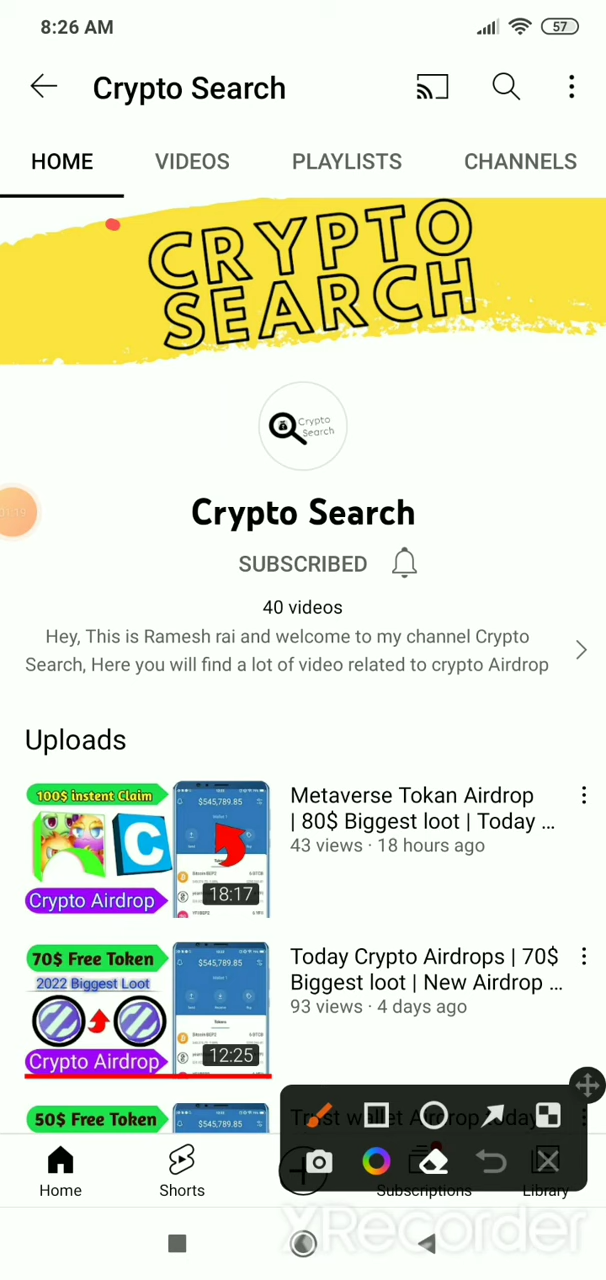 8:26 AM
57
Crypto Search
HOME VIDEOS PLAYLISTS CHANNELS
CRYPTO
SEARCH
Crypto
Search
Crypto Search
SUBSCRIBED
40 videos
Hey, This is Ramesh rai and welcome to my channel Crypto
Search, Here you will find a lot of video related to crypto Airdrop
Uploads
100$ instent Claim
$545,789.85
C
18:17
Crypto Airdrop
Metaverse Tokan Airdrop
| 80$ Biggest loot | Today ...
43 views · 18 hours ago
70$ Free Token
2022 Biggest Loot
$545,789.85
12:25
Crypto Airdrop
Today Crypto Airdrops | 70$
Biggest loot | New Airdrop ...
93 views · 4 days ago
50$ Free Token
$545,789.85
Trust wallet Airdrop today
Home Shorts Subscriptions Library
XRecorder